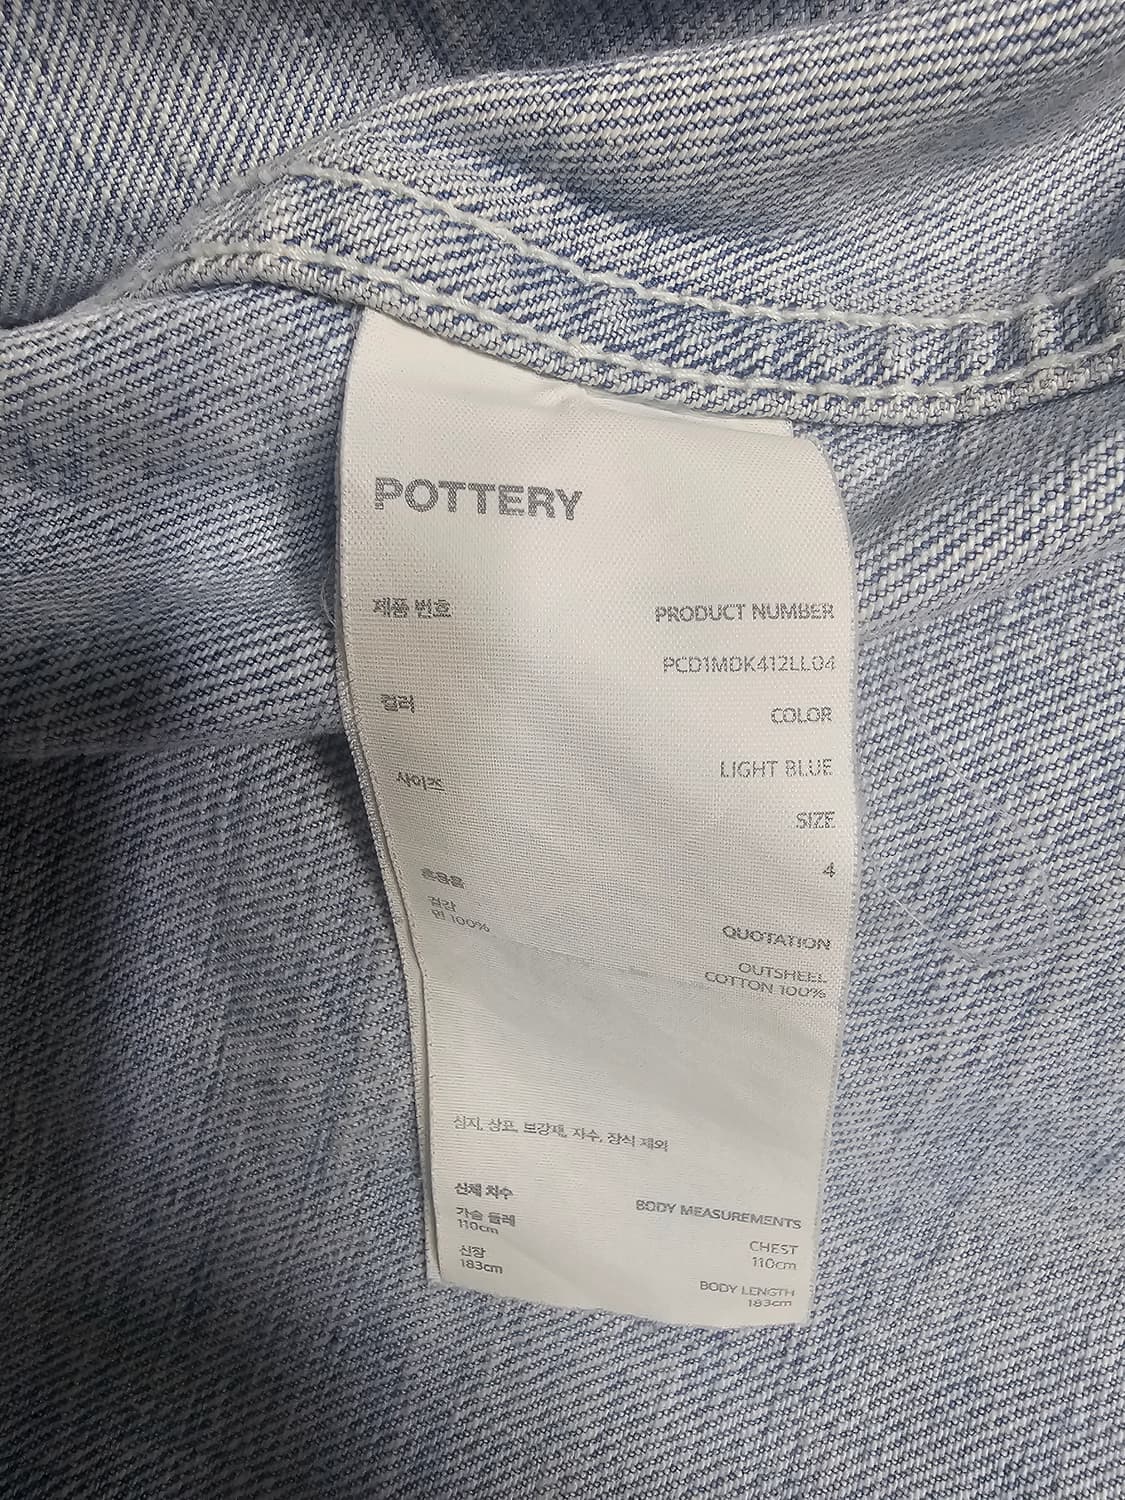 POTTERY
제품 번호 PRODUCT NUMBER
PCD1MDK412LL04
컬러 COLOR
LIGHT BLUE
사이즈 SIZE
4
혼용율 QUOTATION
겉감 OUTSHELL
면 100% COTTON 100%
심지, 상표, 보강재, 자수, 장식 제외
신체 치수 BODY MEASUREMENTS
가슴 둘레 CHEST
110cm 110cm
신장 BODY LENGTH
183cm 183cm